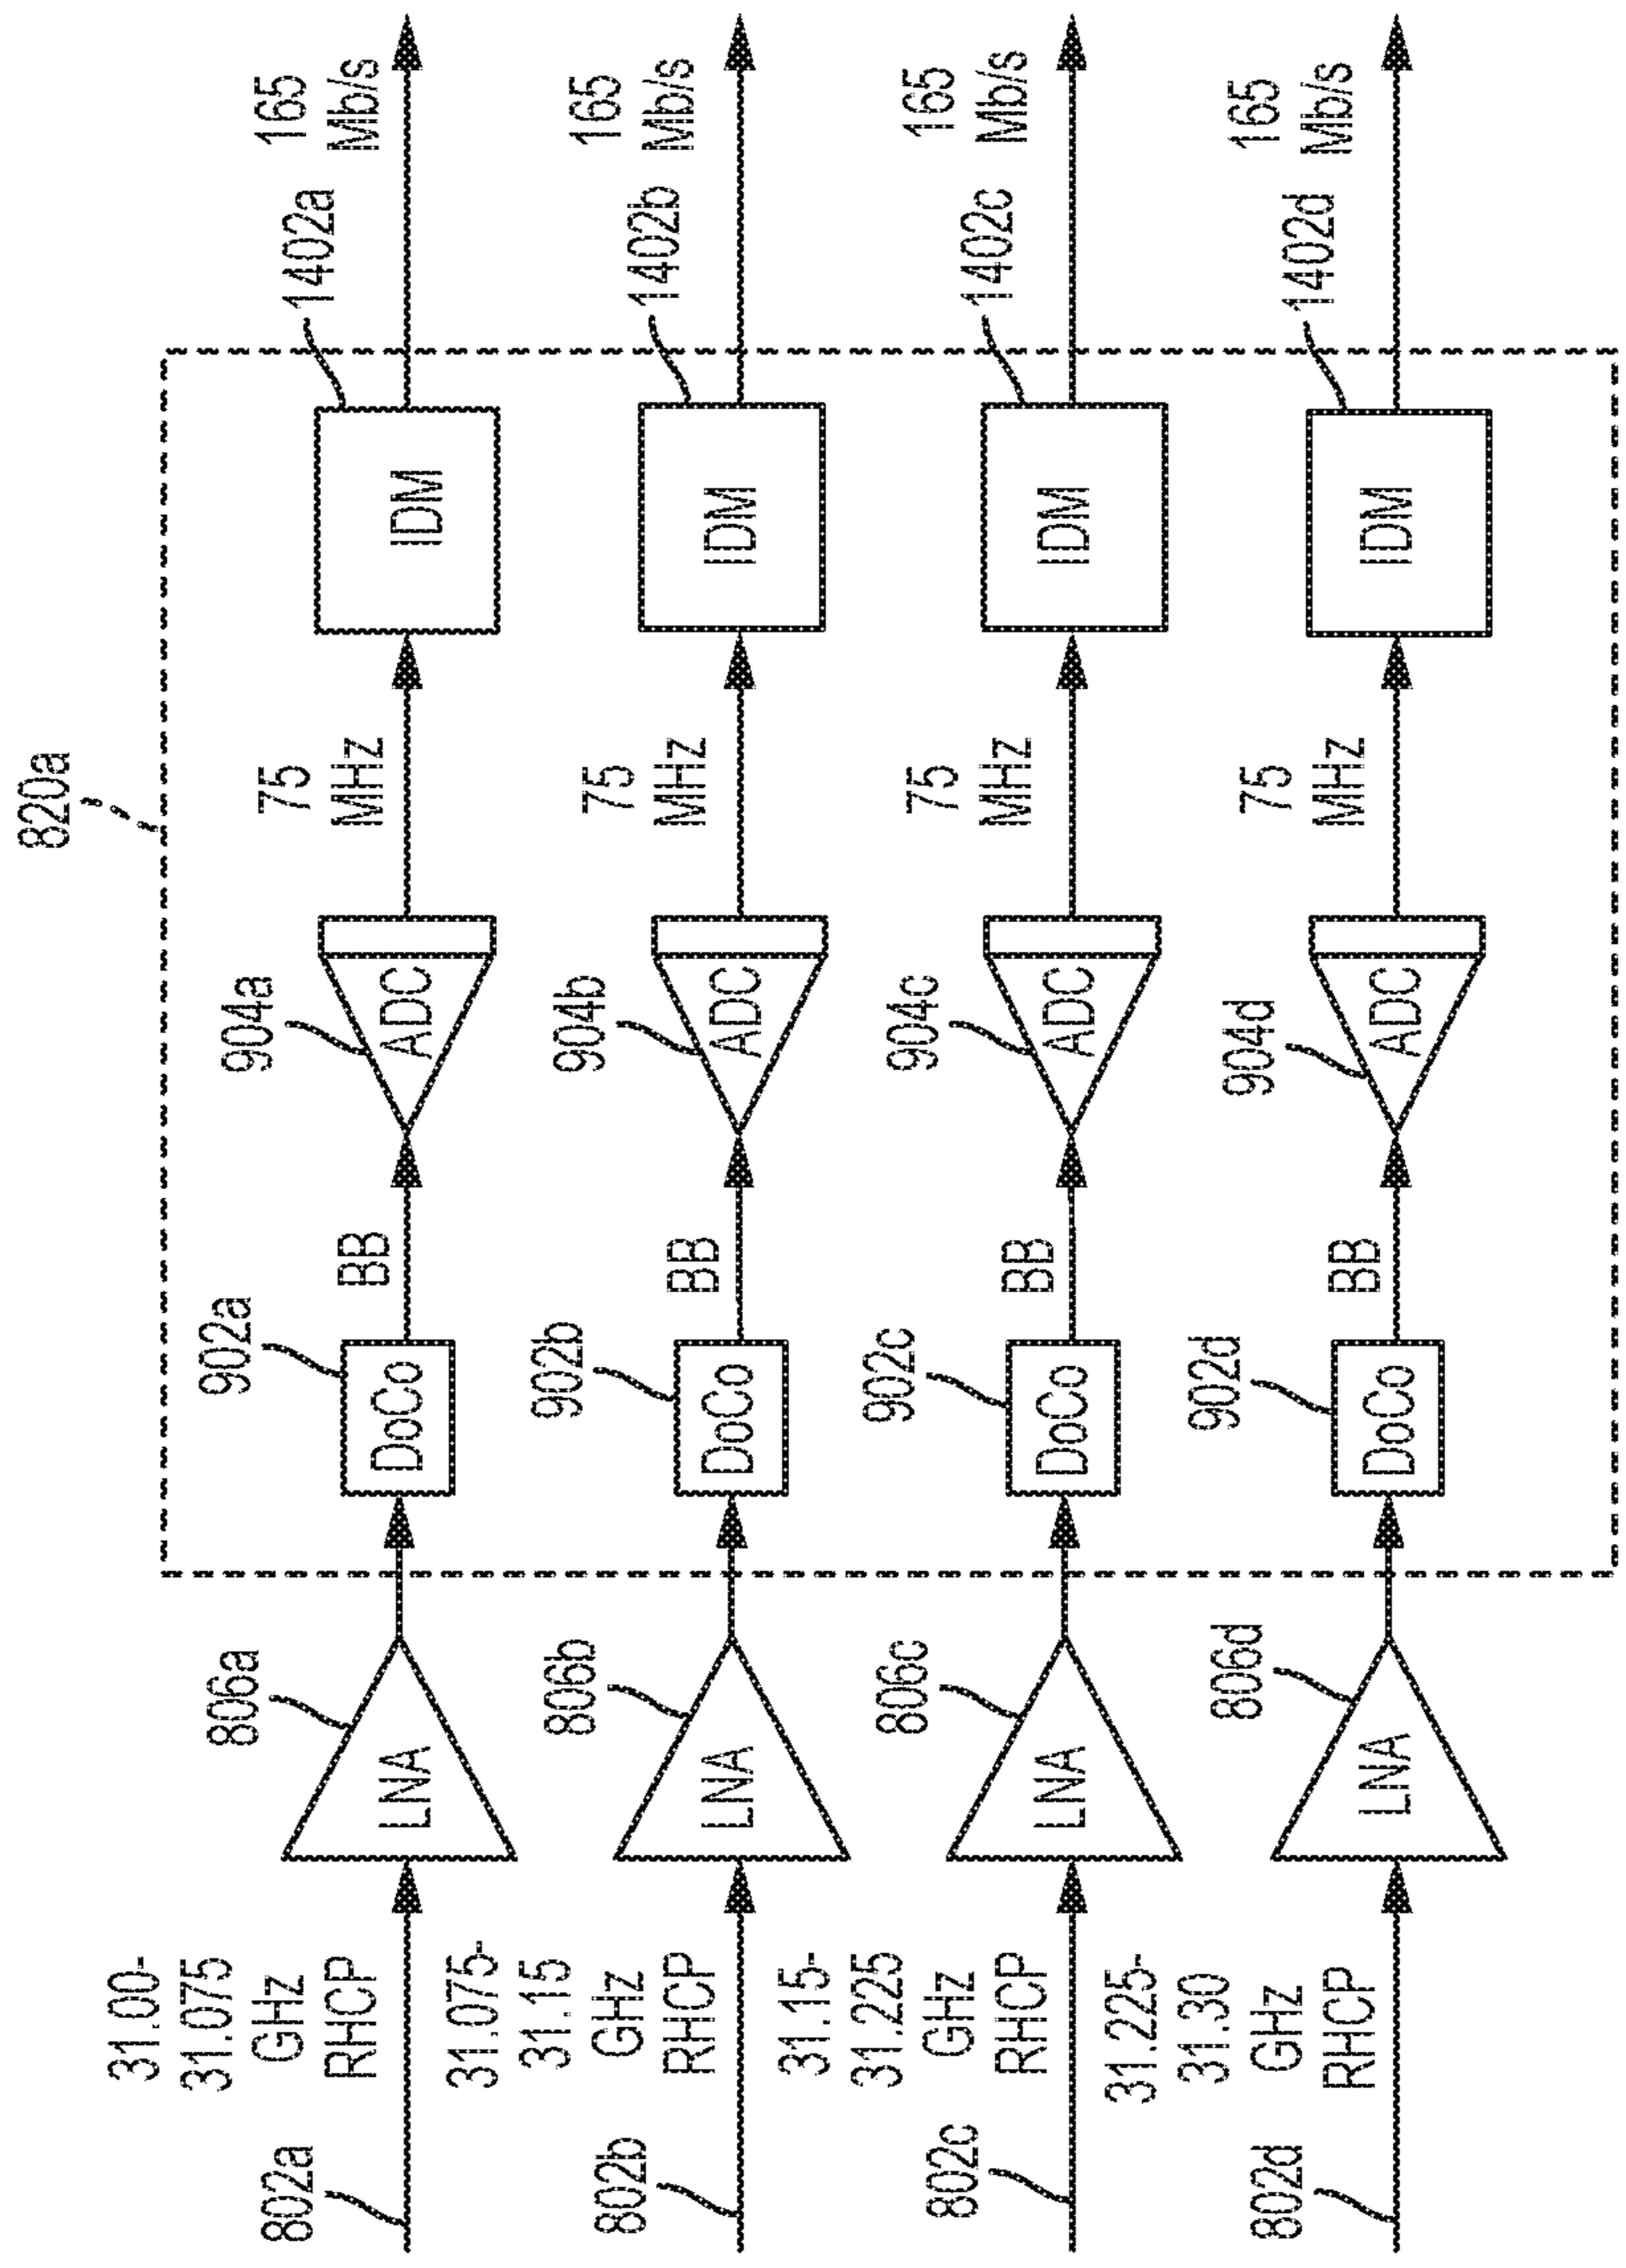 820a
802a
31.00-
31.075
GHz
RHCP
806a
LNA
902a
DoCo
BB
904a
ADC
75
MHz
IDM
1402a
165
Mb/s
802b
31.075-
31.15
GHz
RHCP
806b
LNA
902b
DoCo
BB
904b
ADC
75
MHz
IDM
1402b
165
Mb/s
802c
31.15-
31.225
GHz
RHCP
806c
LNA
902c
DoCo
BB
904c
ADC
75
MHz
IDM
1402c
165
Mb/s
802d
31.225-
31.30
GHz
RHCP
806d
LNA
902d
DoCo
BB
904d
ADC
75
MHz
IDM
1402d
165
Mb/s